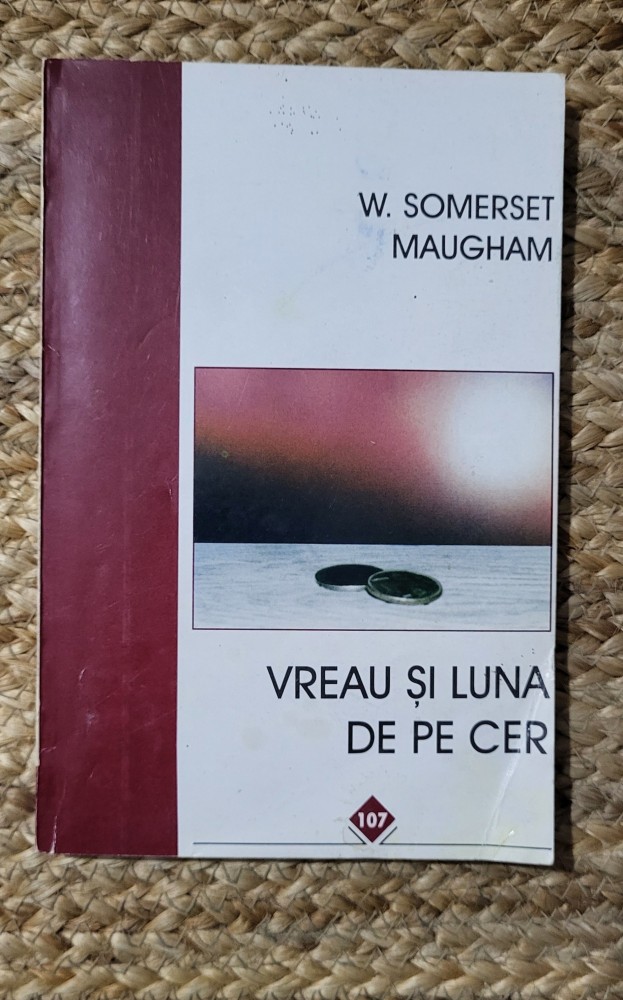 W. SOMERSET
MAUGHAM
VREAU ȘI LUNA
DE PE CER
107